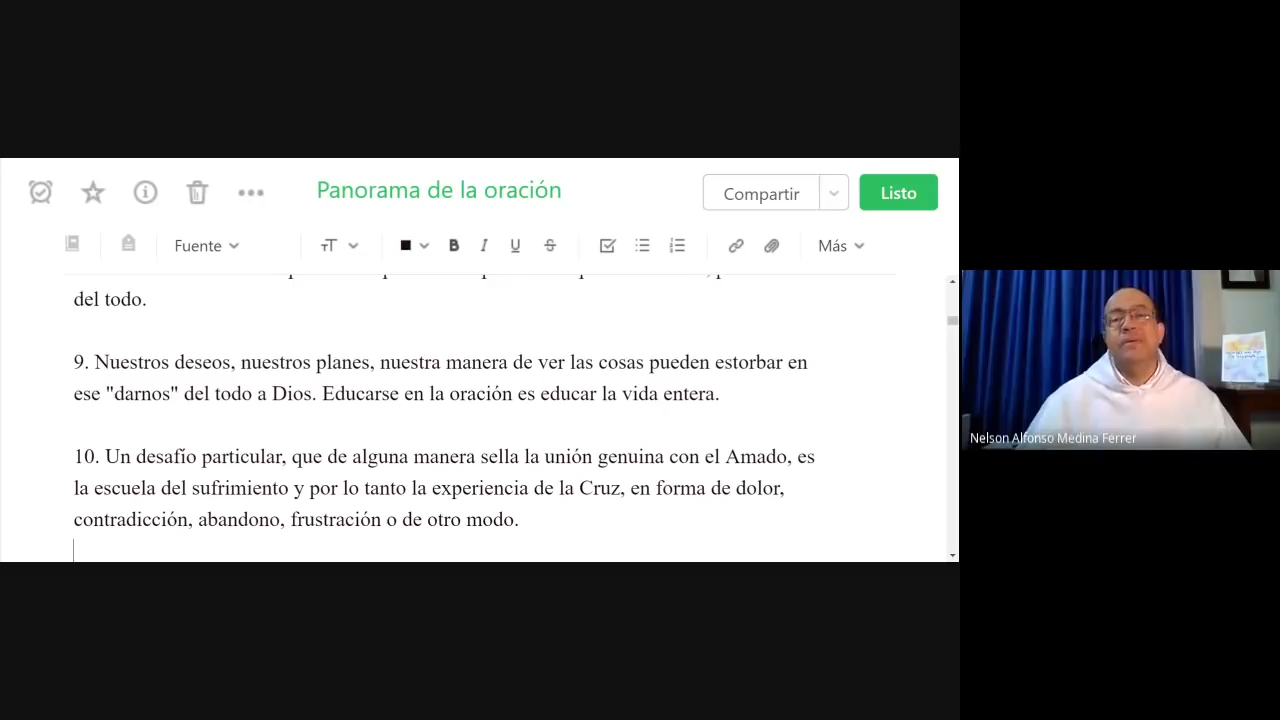 Panorama de la oración
Compartir
Listo
Fuente
Más
del todo.
9. Nuestros deseos, nuestros planes, nuestra manera de ver las cosas pueden estorbar en
ese "darnos" del todo a Dios. Educarse en la oración es educar la vida entera.
10. Un desafío particular, que de alguna manera sella la unión genuina con el Amado, es
la escuela del sufrimiento y por lo tanto la experiencia de la Cruz, en forma de dolor,
contradicción, abandono, frustración o de otro modo.
Nelson Alfonso Medina Ferrer